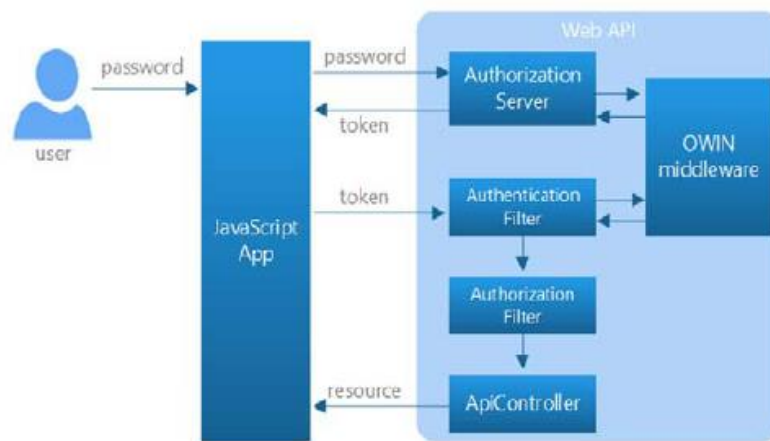 Web API
password
password
Authorization
Server
token
user
OWIN
middleware
token
Authentication
Filter
JavaScript
App
Authorization
Filter
resource
ApiController